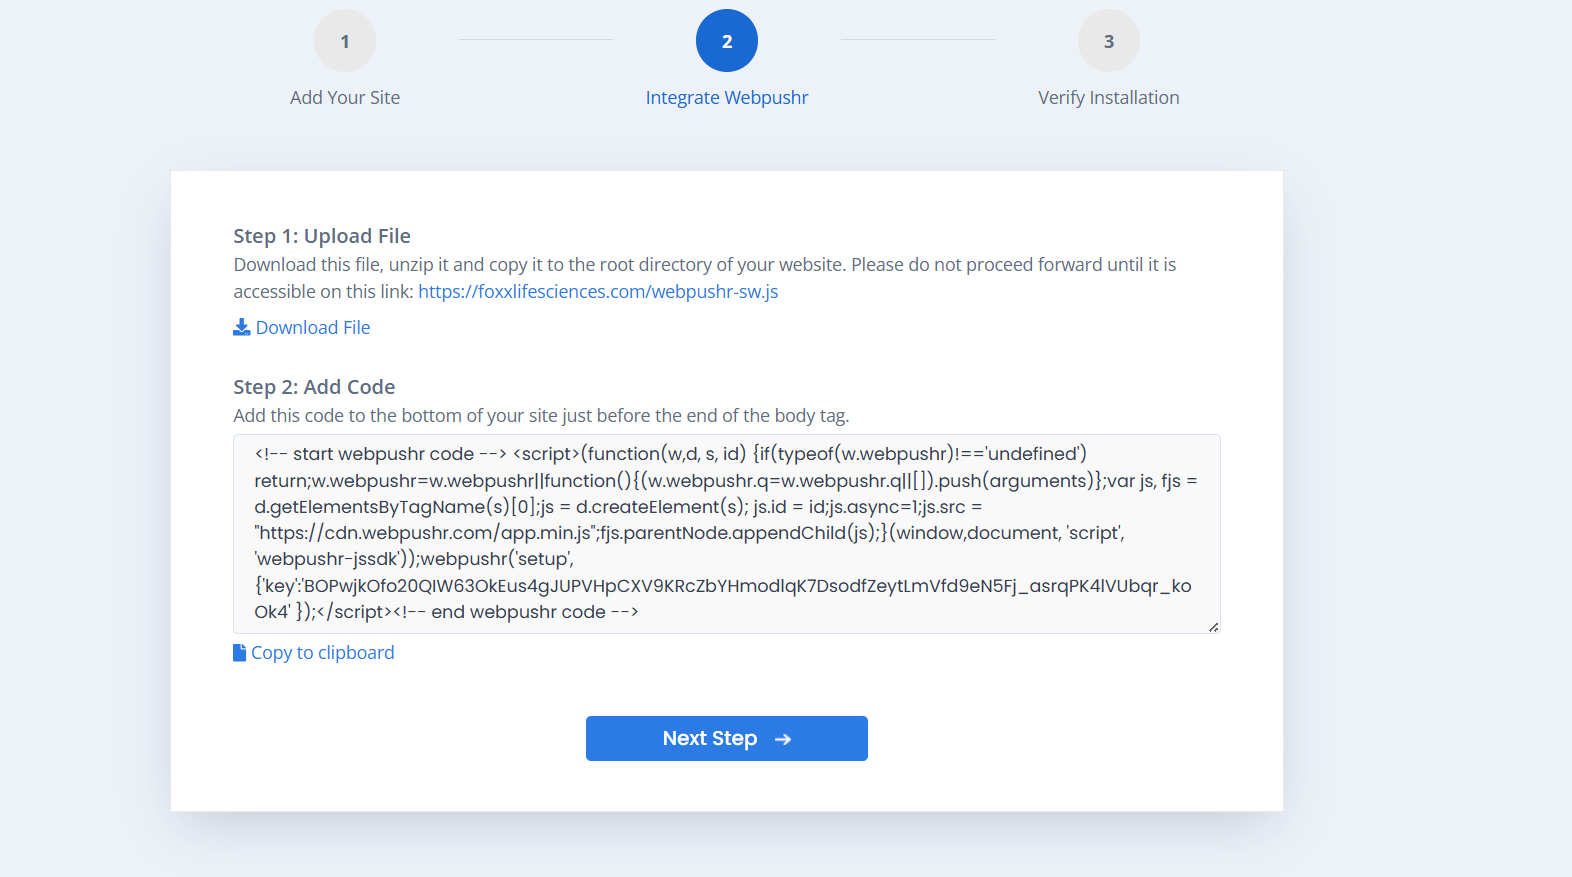 1
2
3
Add Your Site
Integrate Webpushr
Verify Installation
Step 1: Upload File
Download this file, unzip it and copy it to the root directory of your website. Please do not proceed forward until it is
accessible on this link: https://foxxlifesciences.com/webpushr-sw.js
Download File
Step 2: Add Code
Add this code to the bottom of your site just before the end of the body tag.
<!-- start webpushr code --> <script>(function(w,d, s, id) {if(typeof(w.webpushr)!=='undefined')
return;w.webpushr=w.webpushr||function(){(w.webpushr.q=w.webpushr.q||[]).push(arguments)};var js, fjs =
d.getElementsByTagName(s)[0];js = d.createElement(s); js.id = id;js.async=1;js.src =
"https://cdn.webpushr.com/app.min.js";fjs.parentNode.appendChild(js);}(window,document, 'script',
'webpushr-jssdk'));webpushr('setup',
{'key':'BOPwjkOfo20QIW63OkEus4gJUPVHpCXV9KRcZbYHmodlqK7DsodfZeytLmVfd9eN5Fj_asrqPK4lVUbqr_ko
Ok4' });</script><!-- end webpushr code -->
Copy to clipboard
Next Step →